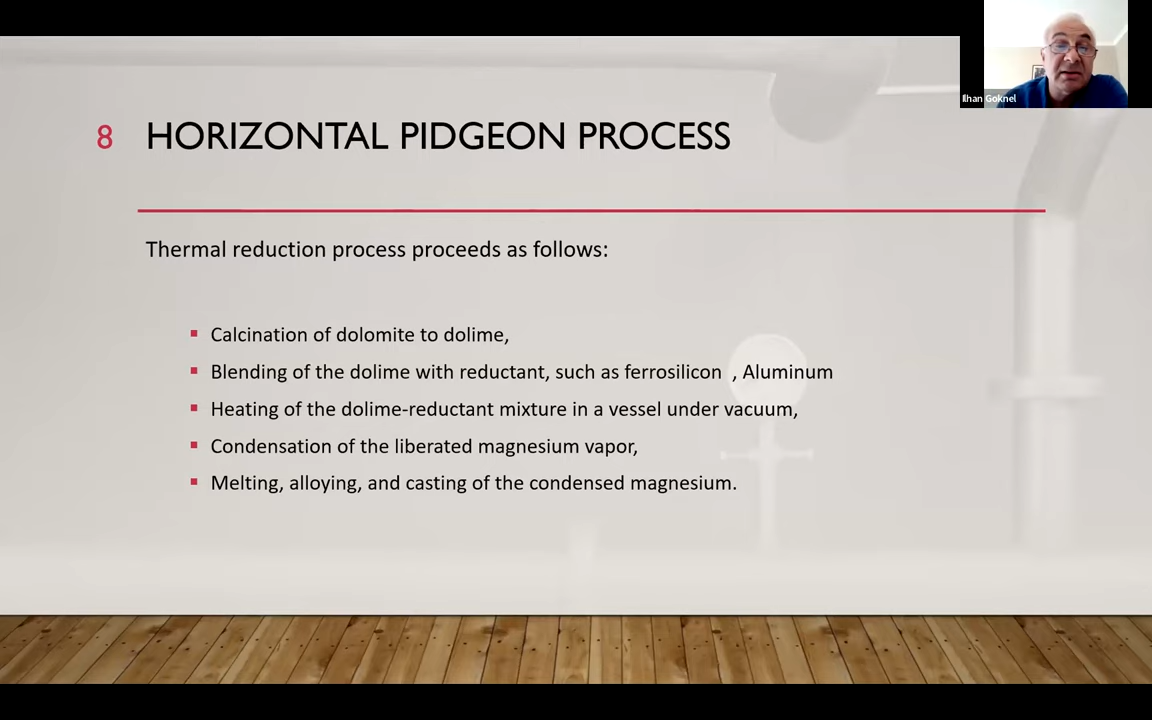 Ilhan Goknel
8 HORIZONTAL PIDGEON PROCESS
Thermal reduction process proceeds as follows:
Calcination of dolomite to dolime,
Blending of the dolime with reductant, such as ferrosilicon , Aluminum
Heating of the dolime-reductant mixture in a vessel under vacuum,
Condensation of the liberated magnesium vapor,
Melting, alloying, and casting of the condensed magnesium.